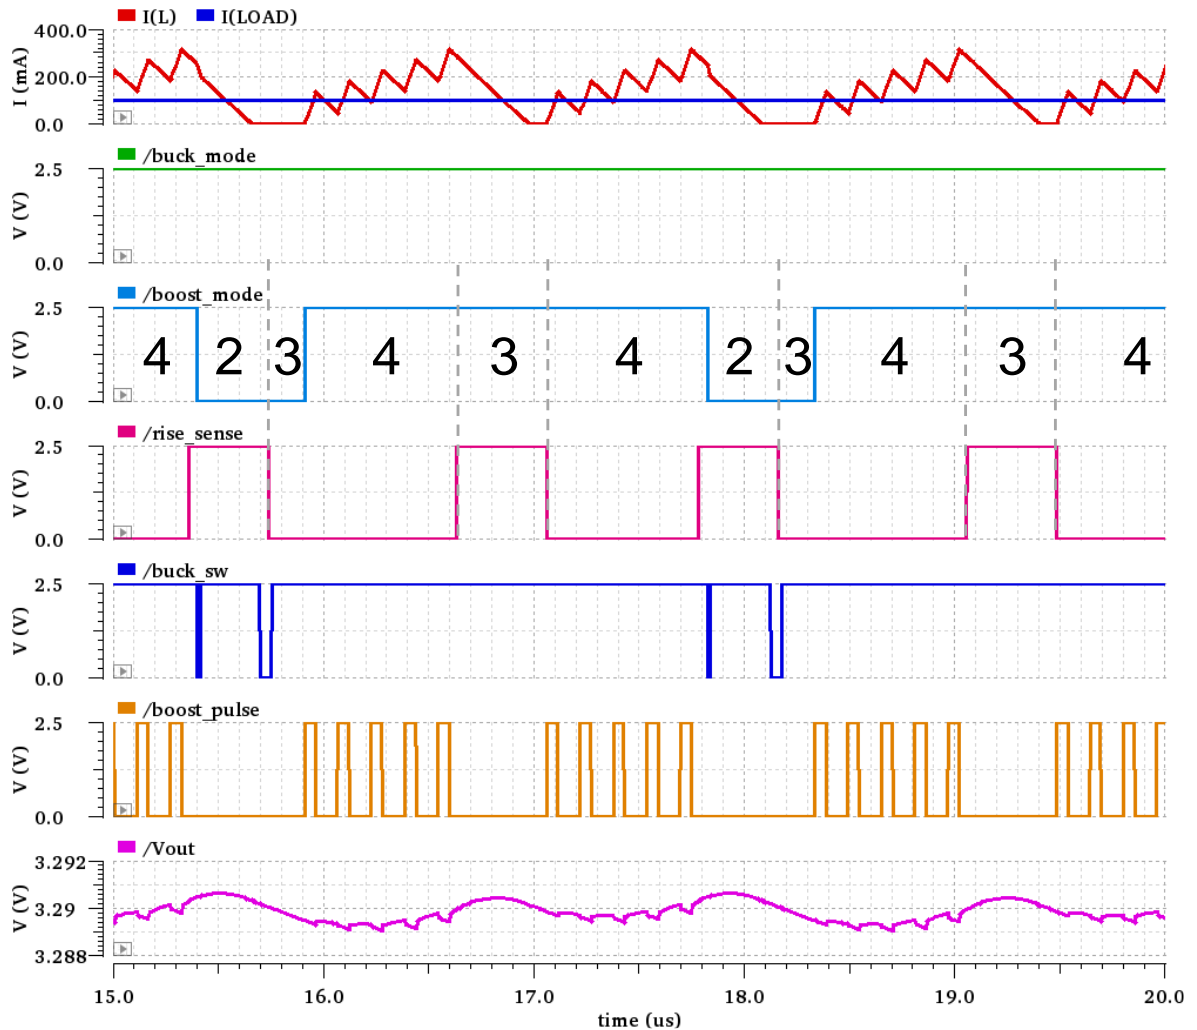 I(L) I(LOAD)
400.0
200.0
0.0
I (mA)
/buck_mode
2.5
0.0
V (V)
/boost_mode
2.5
0.0
V (V)
4 2 3 4 3 4 2 3 4 3 4
/rise_sense
2.5
0.0
V (V)
/buck_sw
2.5
0.0
V (V)
/boost_pulse
2.5
0.0
V (V)
/Vout
3.292
3.29
3.288
V (V)
15.0 16.0 17.0 18.0 19.0 20.0
time (us)